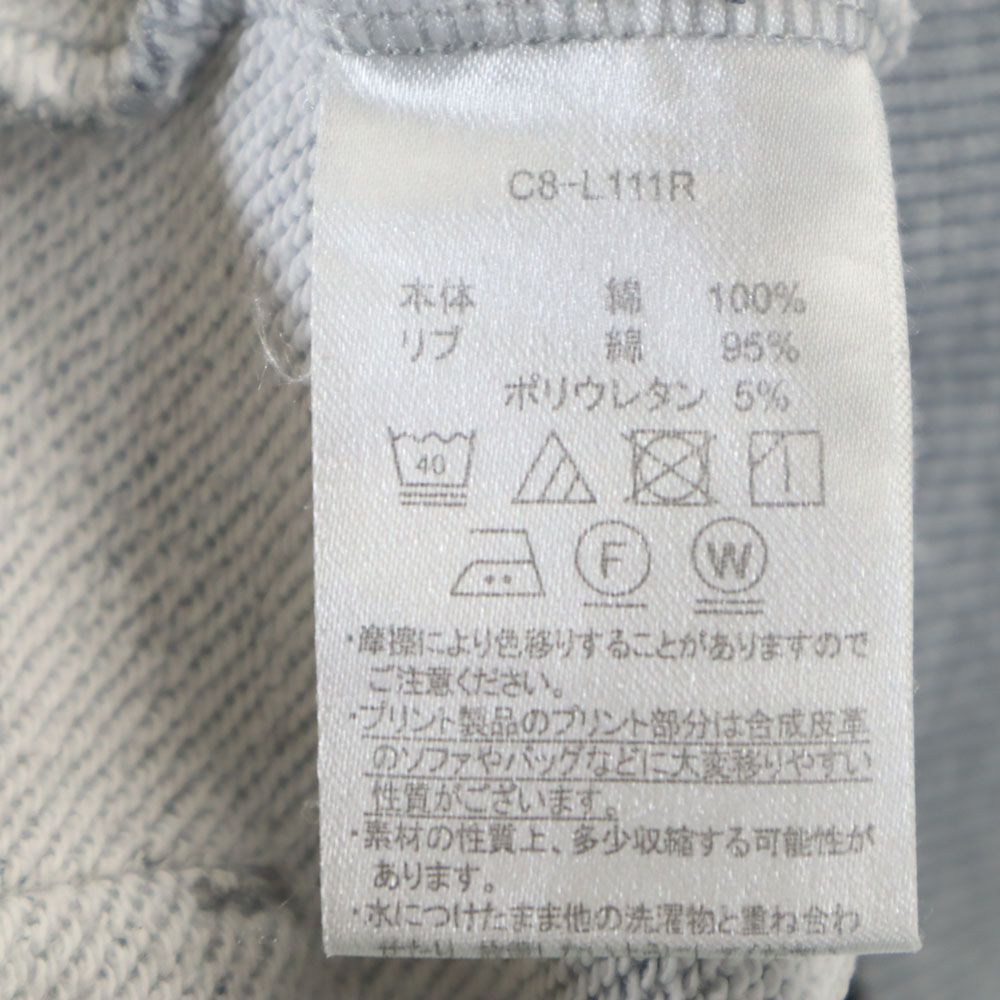 C8-L111R
本体 綿 100%
リブ 綿 95%
ポリウレタン 5%
40
F W
・摩擦により色移りすることがありますので
ご注意ください。
・プリント製品のプリント部分は合成皮革
のソファやバッグなどに大変移りやすい
性質がございます。
・素材の性質上、多少収縮する可能性が
あります。
・水につけたまま他の洗濯物と重ね合わ
せたり、